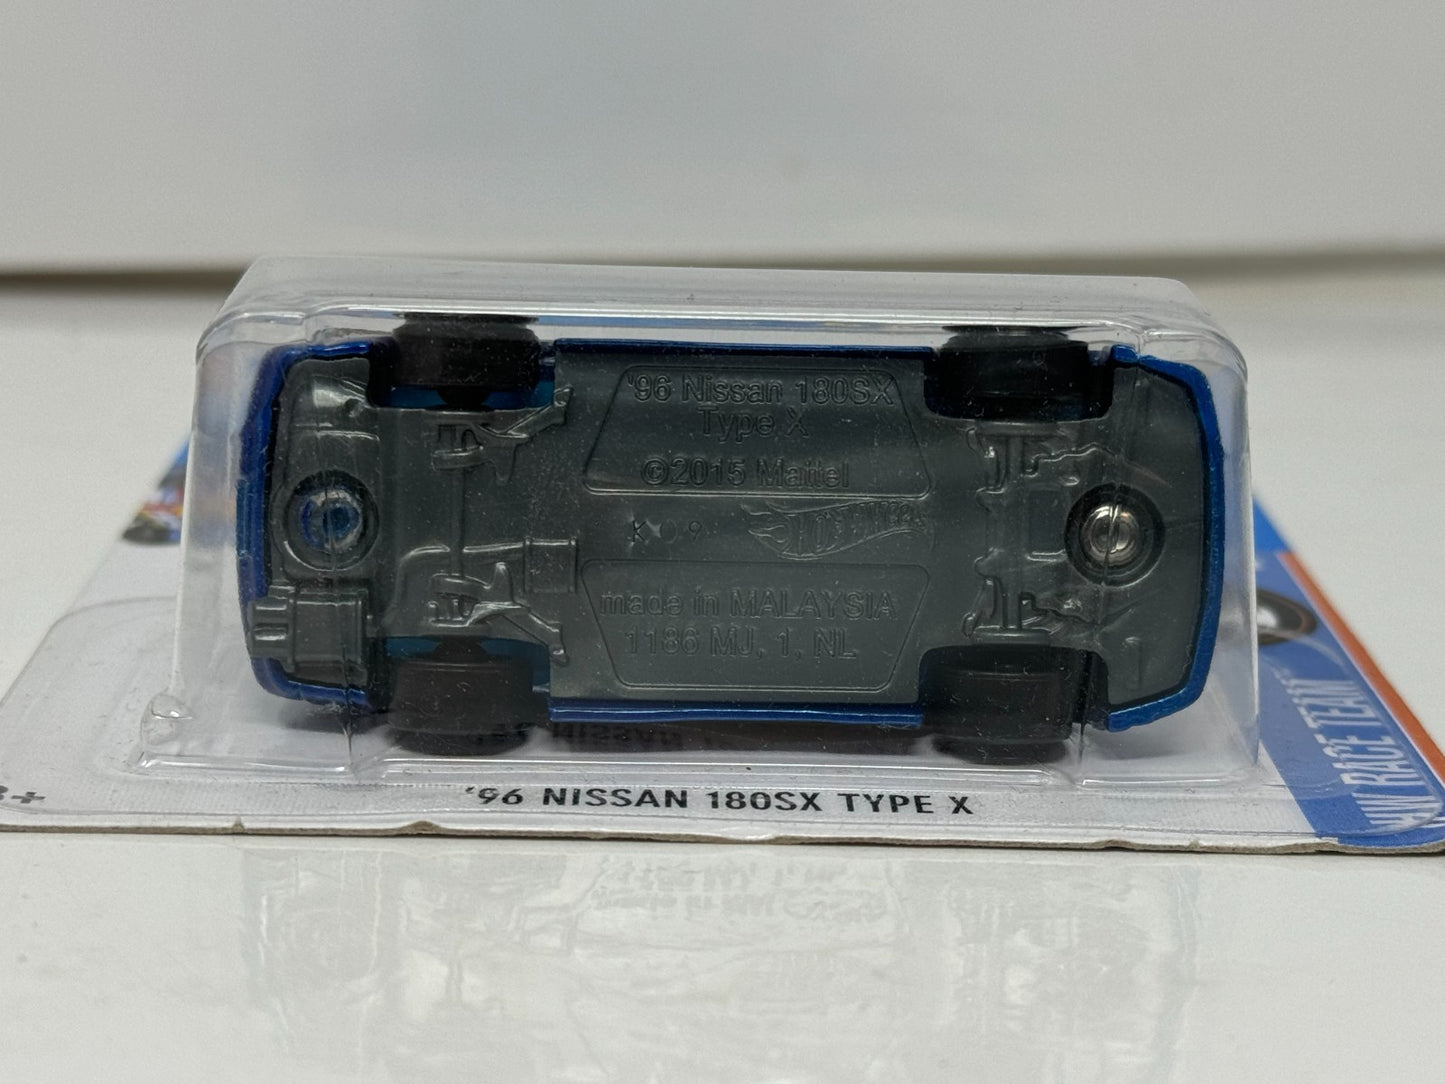 '96 Nissan 180SX
Type X
©2015 Mattel
K 09
HOT WHEELS
made in MALAYSIA
1186 MJ, 1, NL
'96 NISSAN 180SX TYPE X
HW RACE TEAM